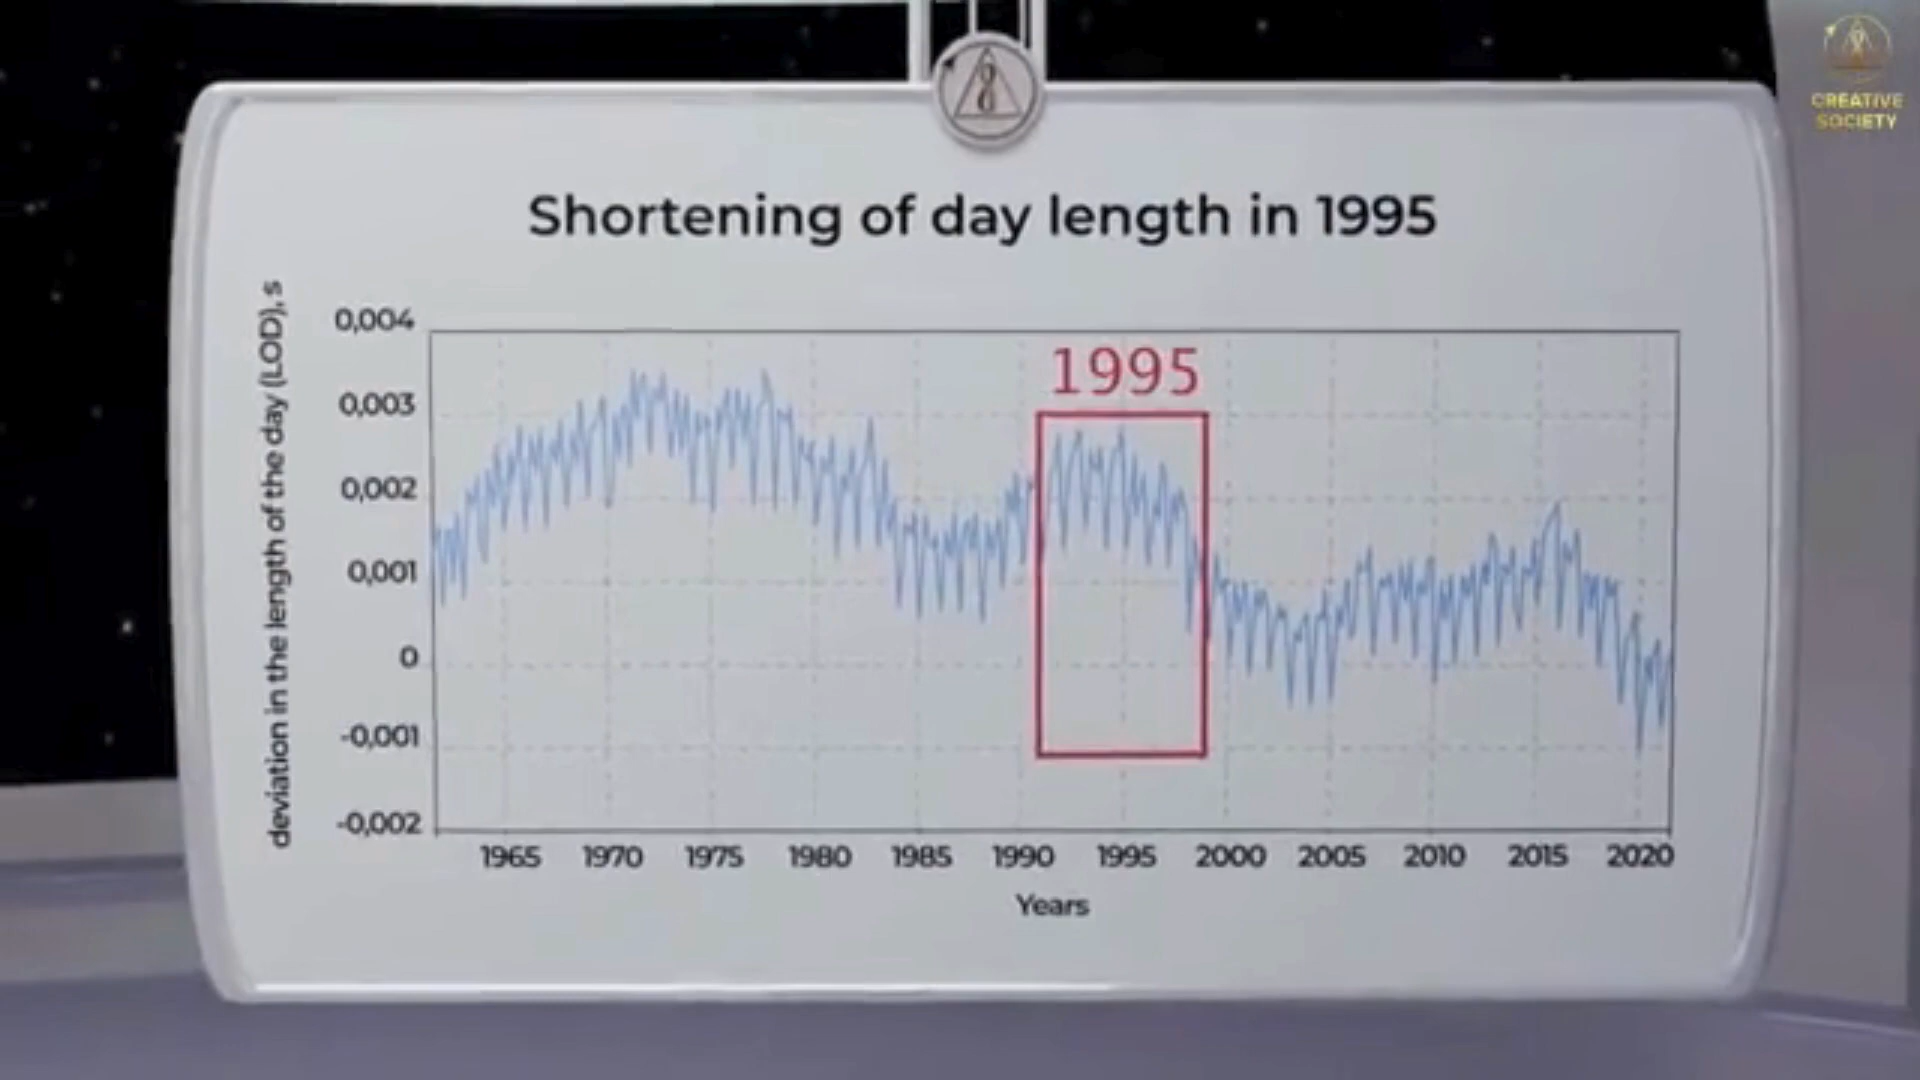 CREATIVE
SOCIETY
Shortening of day length in 1995
deviation in the length of the day (LOD), s
0,004
0,003
0,002
0,001
0
-0,001
-0,002
1995
1965 1970 1975 1980 1985 1990 1995 2000 2005 2010 2015 2020
Years